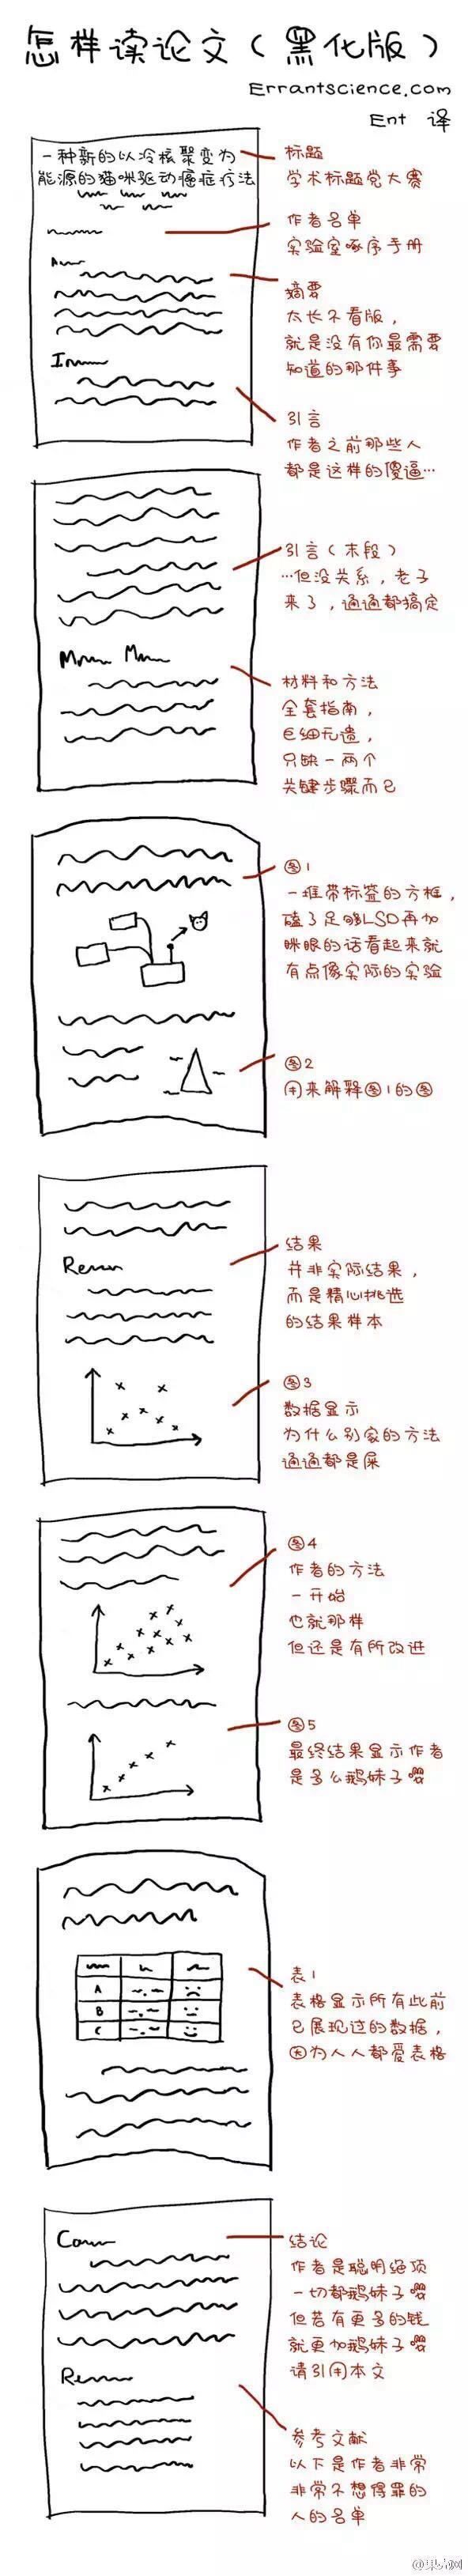 怎样读论文（黑化版）
Errantscience.com
Ent 译
一种新的以冷核聚变为
能源的猫咪驱动癌症疗法
标题
学术标题党大赛
作者名单
实验室啄序手册
摘要
太长不看版，
就是没有你最需要
知道的那件事
引言
作者之前那些人
都是这样的傻逼…
引言（末段）
…但没关系，老子
来了，通通都搞定
材料和方法
全套指南，
巨细无遗，
只缺一两个
关键步骤而已
图1
一堆带标签的方框，
磕了足够LSD再加
眯眼的话看起来就
有点像实际的实验
图2
用来解释图1的图
Re
结果
并非实际结果，
而是精心挑选
的结果样本
图3
数据显示
为什么别家的方法
通通都是屎
图4
作者的方法
一开始
也就那样
但还是有所改进
图5
最终结果显示作者
是多么鹅妹子嘤
A
B
C
表1
表格显示所有此前
已展现过的数据，
因为人人都爱表格
Con
结论
作者是聪明绝顶
一切都鹅妹子嘤
但若有更多的钱
就更加鹅妹子嘤
请引用本文
Re
参考文献
以下是作者非常
非常不想得罪的
人的名单
@果壳网